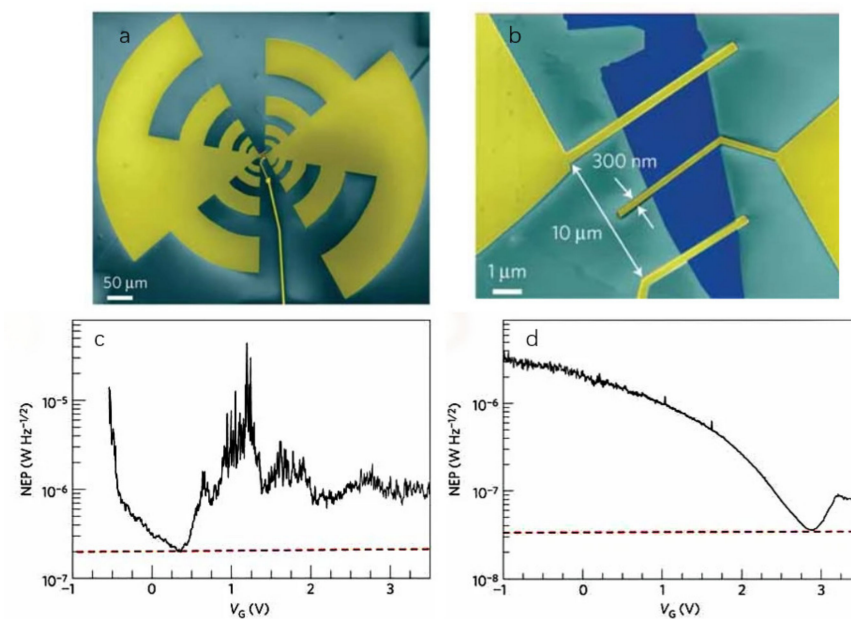 a
50 μm
b
300 nm
10 μm
1 μm
c
NEP (W Hz⁻¹/²)
10⁻⁵
10⁻⁶
10⁻⁷
-1
0
1
2
3
V_G (V)
d
NEP (W Hz⁻¹/²)
10⁻⁶
10⁻⁷
10⁻⁸
-1
0
1
2
3
V_G (V)